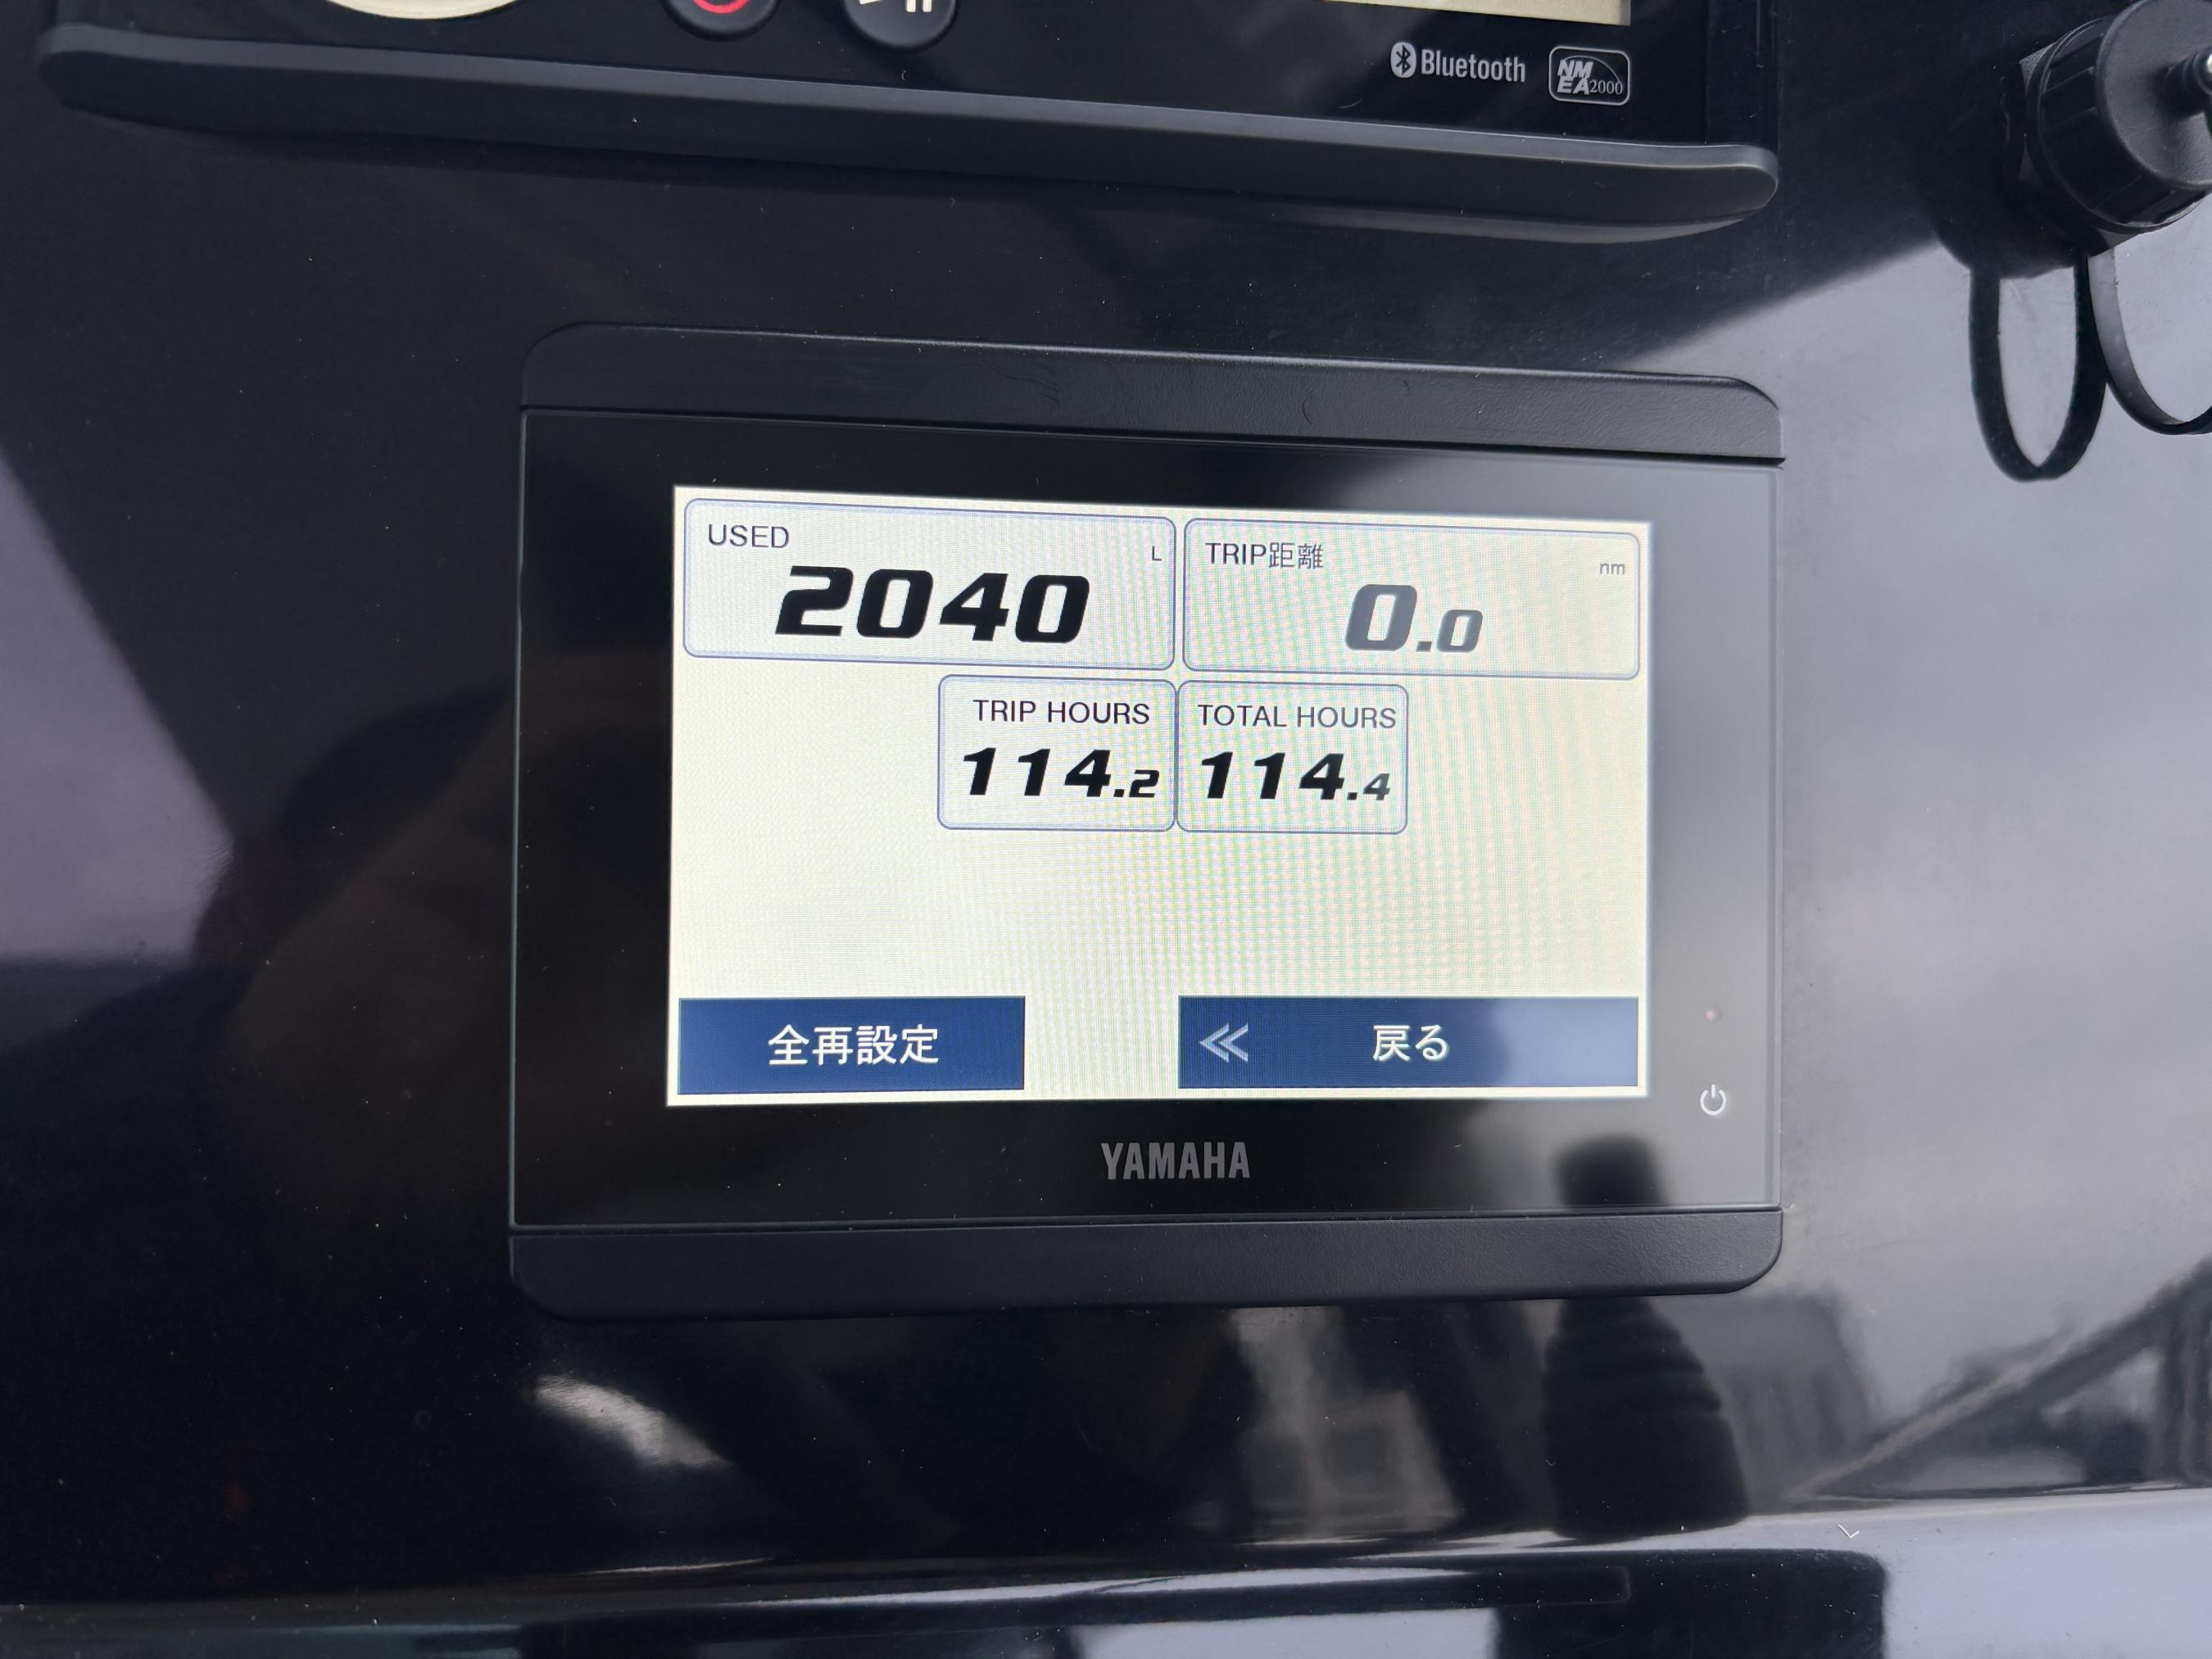 Bluetooth
NMEA2000
USED
L
2040
TRIP距離
nm
0.0
TRIP HOURS
114.2
TOTAL HOURS
114.4
全再設定
戻る
YAMAHA